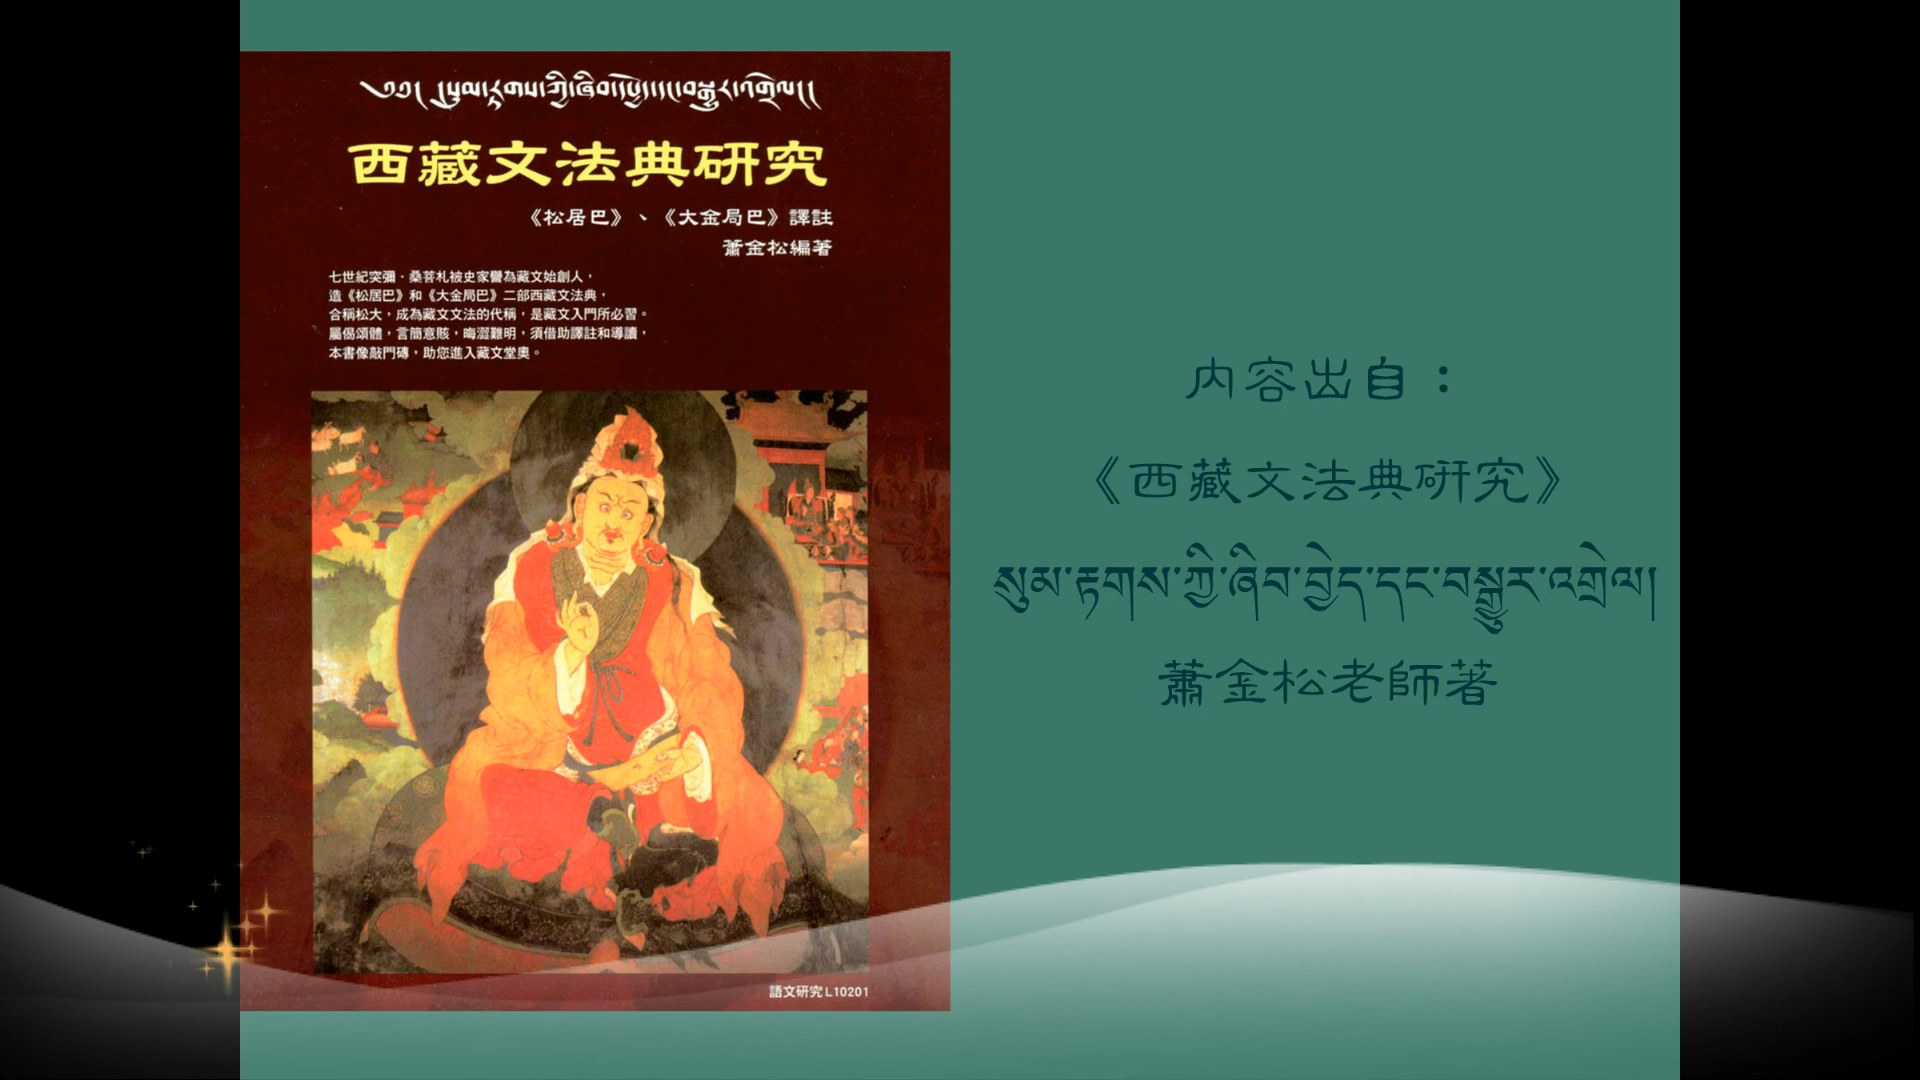 西藏文法典研究
《松居巴》、《大金局巴》譯註
蕭金松編著
七世紀突彌·桑菩札被史家譽為藏文始創人，
造《松居巴》和《大金局巴》二部西藏文法典，
合稱松大，成為藏文文法的代稱，是藏文入門所必習。
屬偈頌體，言簡意賅，晦澀難明，須借助譯註和導讀，
本書像敲門磚，助您進入藏文堂奧。
語文研究L10201
內容出自：
《西藏文法典研究》
སུམ་རྟགས་ཀྱི་ཞིབ་བྱེད་དང་བསྒྱུར་འགྲེལ།
蕭金松老師著